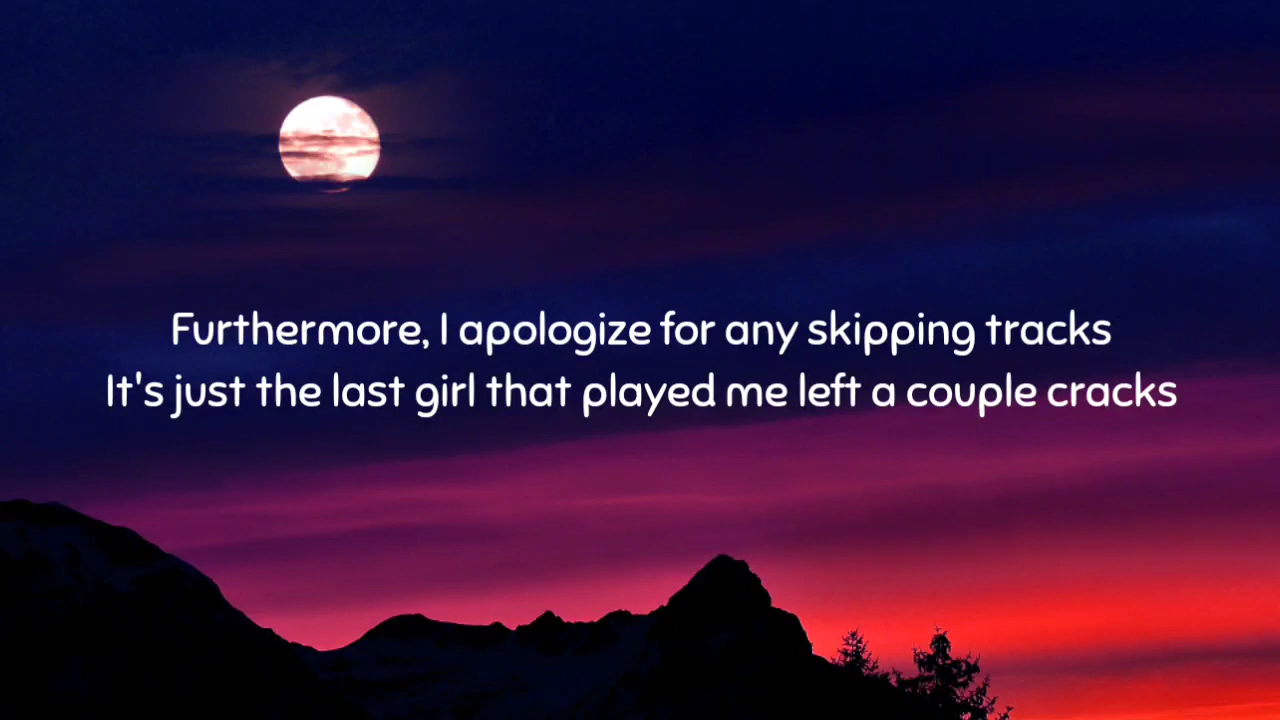 Furthermore, I apologize for any skipping tracks
It's just the last girl that played me left a couple cracks